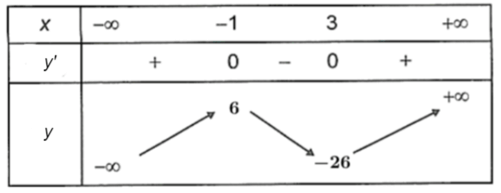 x −∞ −1 3 +∞
y' + 0 − 0 +
+∞
6
y
−∞ −26